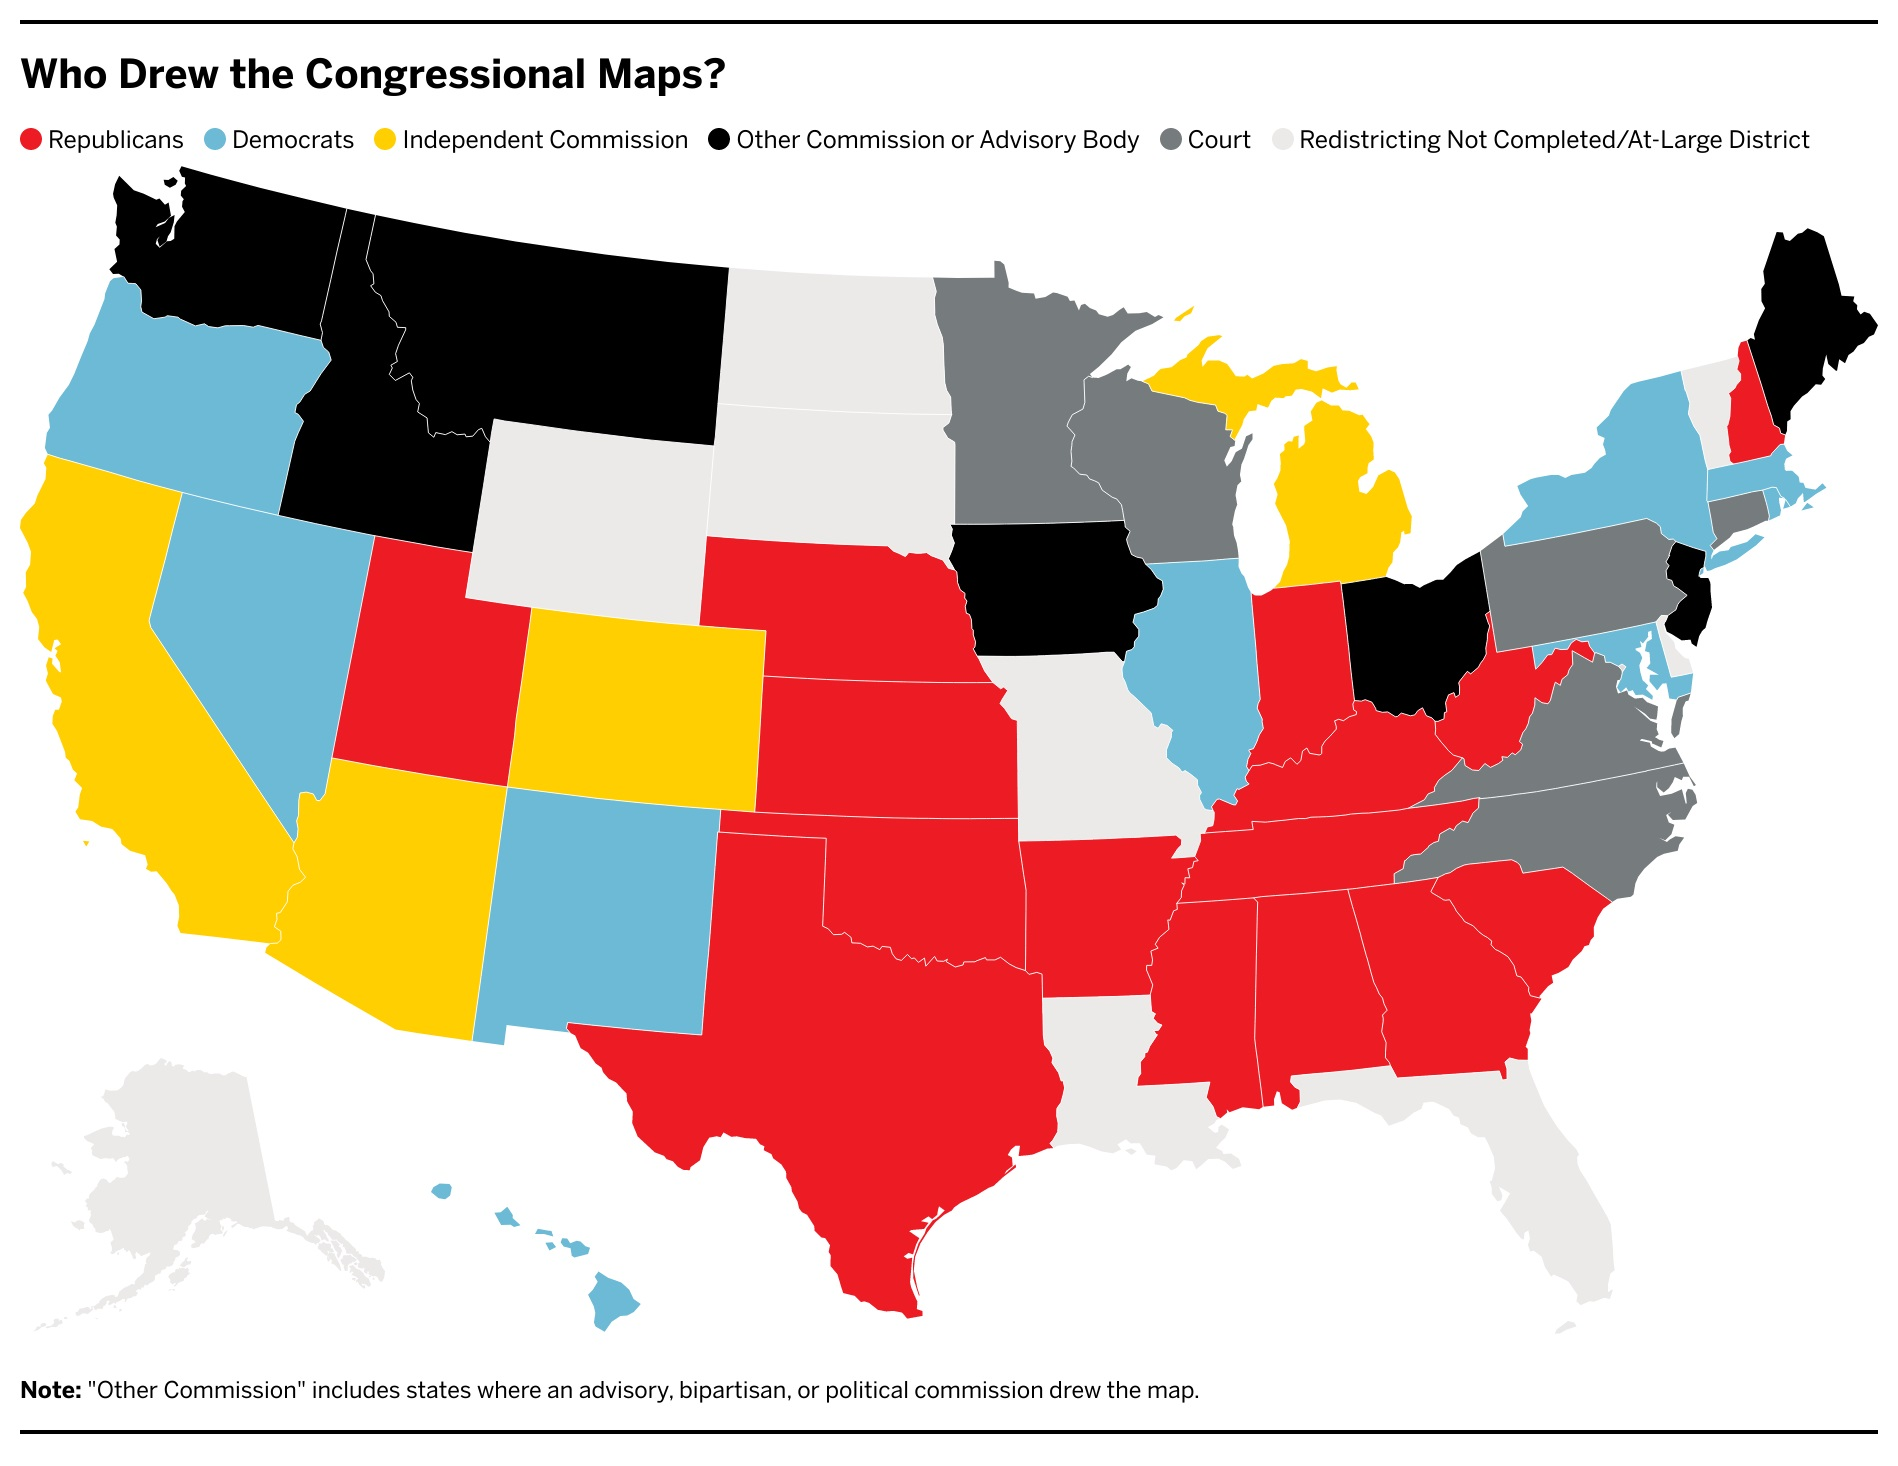 Who Drew the Congressional Maps?
Republicans Democrats Independent Commission Other Commission or Advisory Body Court Redistricting Not Completed/At-Large District
Note: "Other Commission" includes states where an advisory, bipartisan, or political commission drew the map.